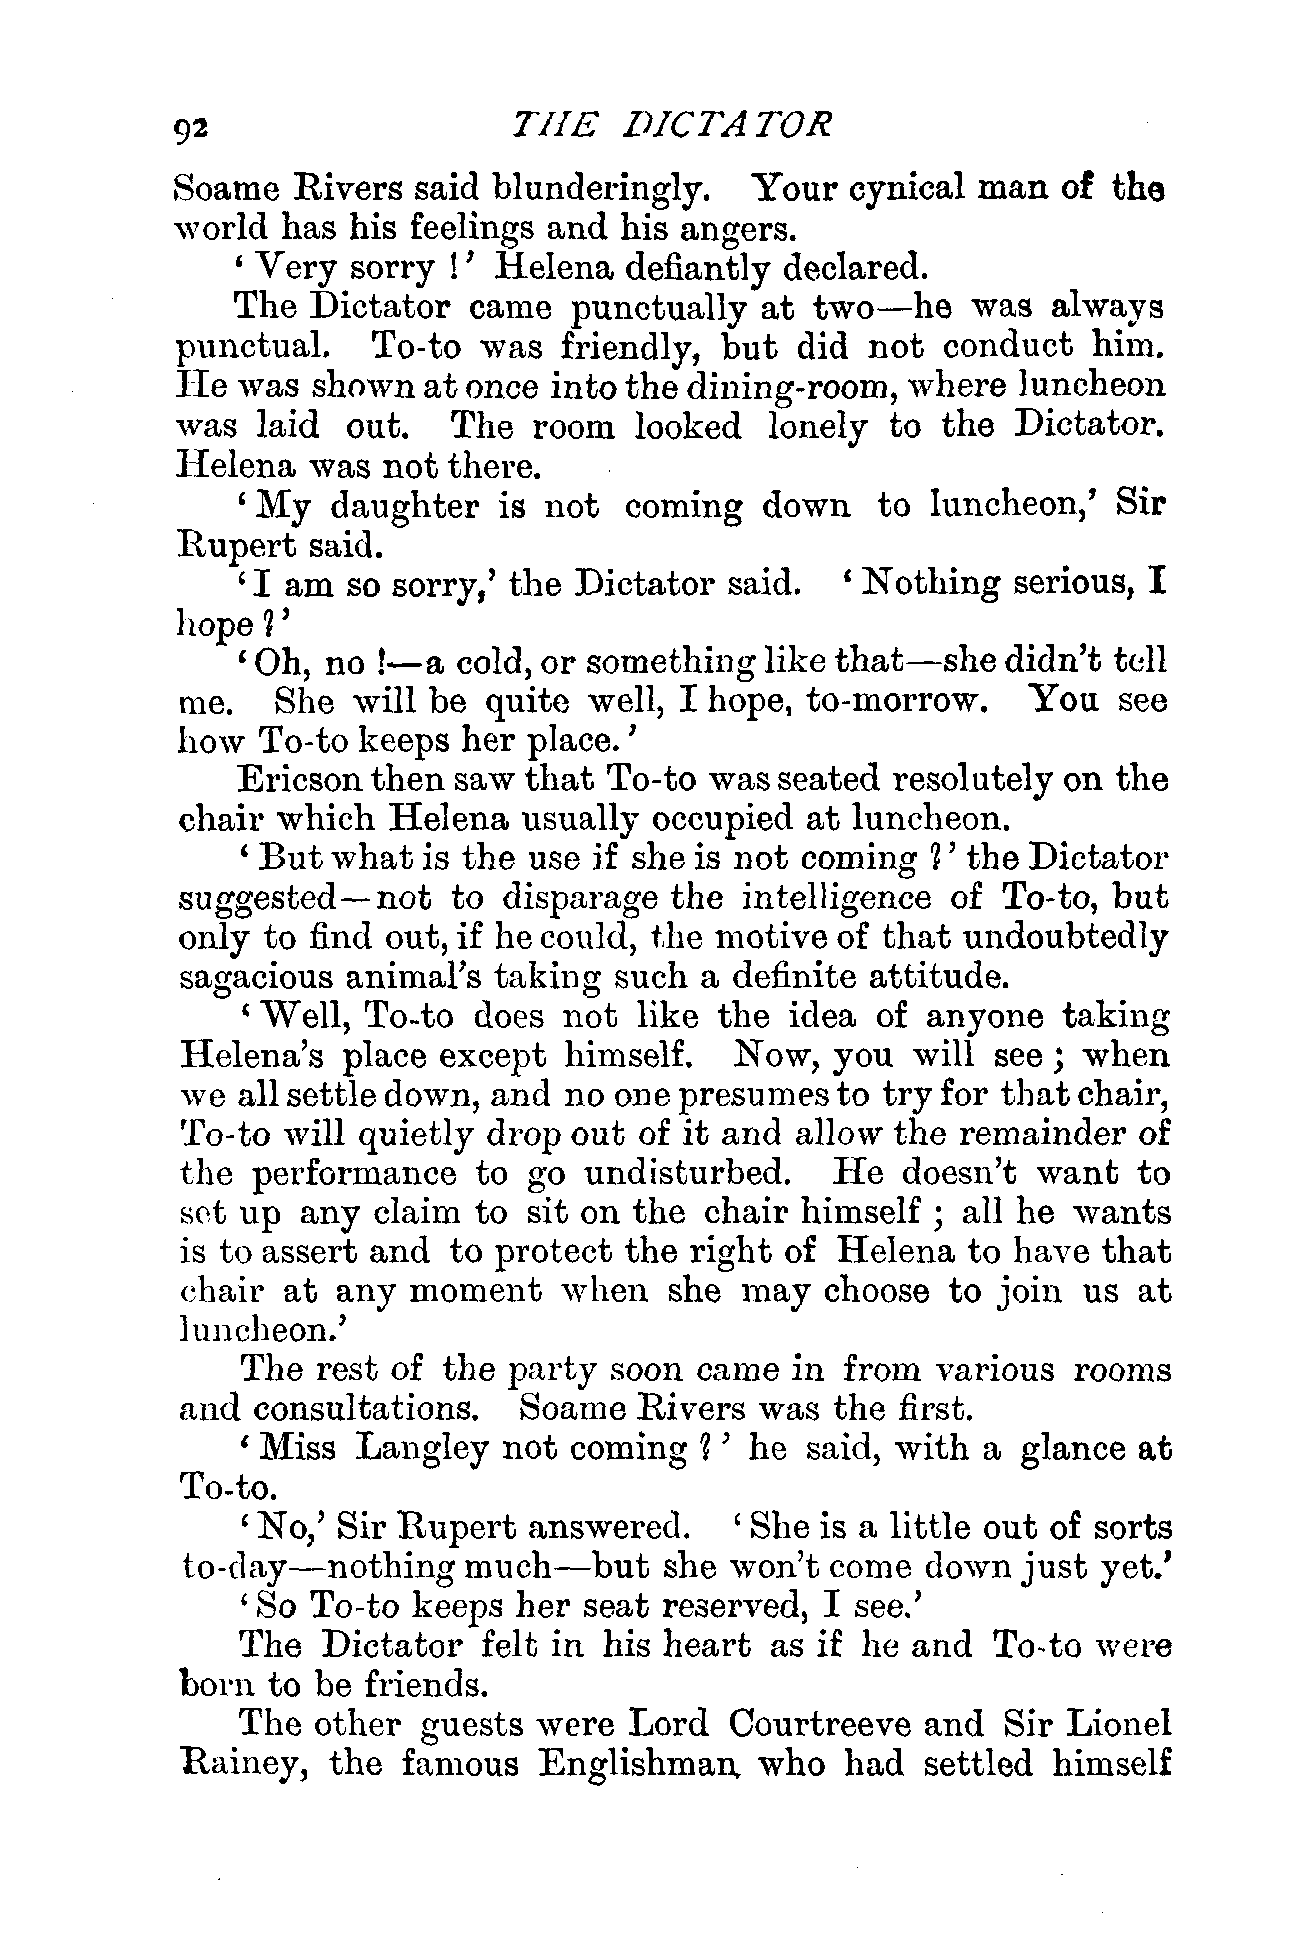 92 THE DICTATOR
Soame Rivers said blunderingly. Your cynical man of the
world has his feelings and his angers.
‘Very sorry!’ Helena defiantly declared.
The Dictator came punctually at two—he was always
punctual. To-to was friendly, but did not conduct him.
He was shown at once into the dining-room, where luncheon
was laid out. The room looked lonely to the Dictator.
Helena was not there.
‘My daughter is not coming down to luncheon,’ Sir
Rupert said.
‘I am so sorry,’ the Dictator said. ‘Nothing serious, I
hope?’
‘Oh, no!—a cold, or something like that—she didn’t tell
me. She will be quite well, I hope, to-morrow. You see
how To-to keeps her place.’
Ericson then saw that To-to was seated resolutely on the
chair which Helena usually occupied at luncheon.
‘But what is the use if she is not coming?’ the Dictator
suggested—not to disparage the intelligence of To-to, but
only to find out, if he could, the motive of that undoubtedly
sagacious animal’s taking such a definite attitude.
‘Well, To-to does not like the idea of anyone taking
Helena’s place except himself. Now, you will see; when
we all settle down, and no one presumes to try for that chair,
To-to will quietly drop out of it and allow the remainder of
the performance to go undisturbed. He doesn’t want to
set up any claim to sit on the chair himself; all he wants
is to assert and to protect the right of Helena to have that
chair at any moment when she may choose to join us at
luncheon.’
The rest of the party soon came in from various rooms
and consultations. Soame Rivers was the first.
‘Miss Langley not coming?’ he said, with a glance at
To-to.
‘No,’ Sir Rupert answered. ‘She is a little out of sorts
to-day—nothing much—but she won’t come down just yet.’
‘So To-to keeps her seat reserved, I see.’
The Dictator felt in his heart as if he and To-to were
born to be friends.
The other guests were Lord Courtreeve and Sir Lionel
Rainey, the famous Englishman, who had settled himself